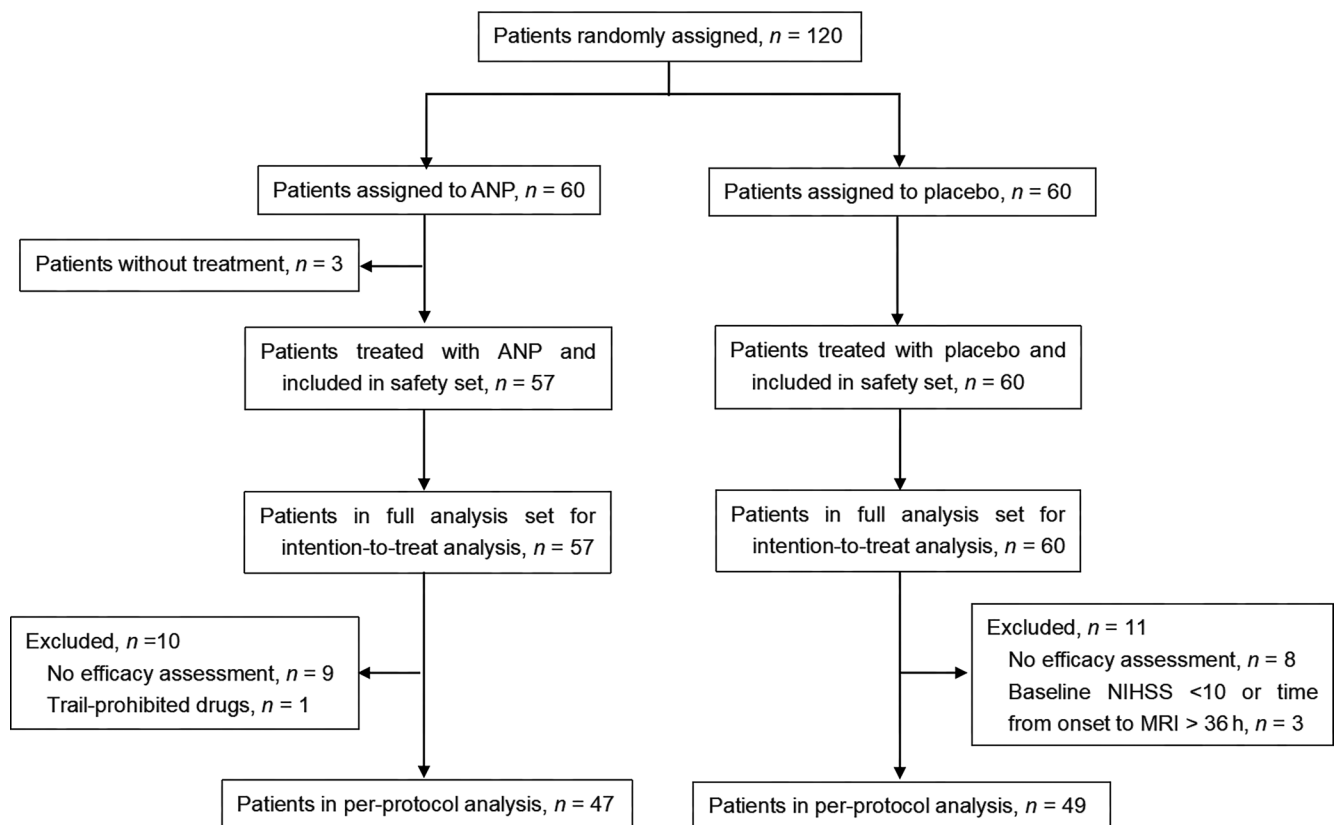 Patients randomly assigned, n = 120
Patients assigned to ANP, n = 60
Patients assigned to placebo, n = 60
Patients without treatment, n = 3
Patients treated with ANP and
included in safety set, n = 57
Patients treated with placebo and
included in safety set, n = 60
Patients in full analysis set for
intention-to-treat analysis, n = 57
Patients in full analysis set for
intention-to-treat analysis, n = 60
Excluded, n =10
No efficacy assessment, n = 9
Trail-prohibited drugs, n = 1
Excluded, n = 11
No efficacy assessment, n = 8
Baseline NIHSS <10 or time
from onset to MRI > 36 h, n = 3
Patients in per-protocol analysis, n = 47
Patients in per-protocol analysis, n = 49